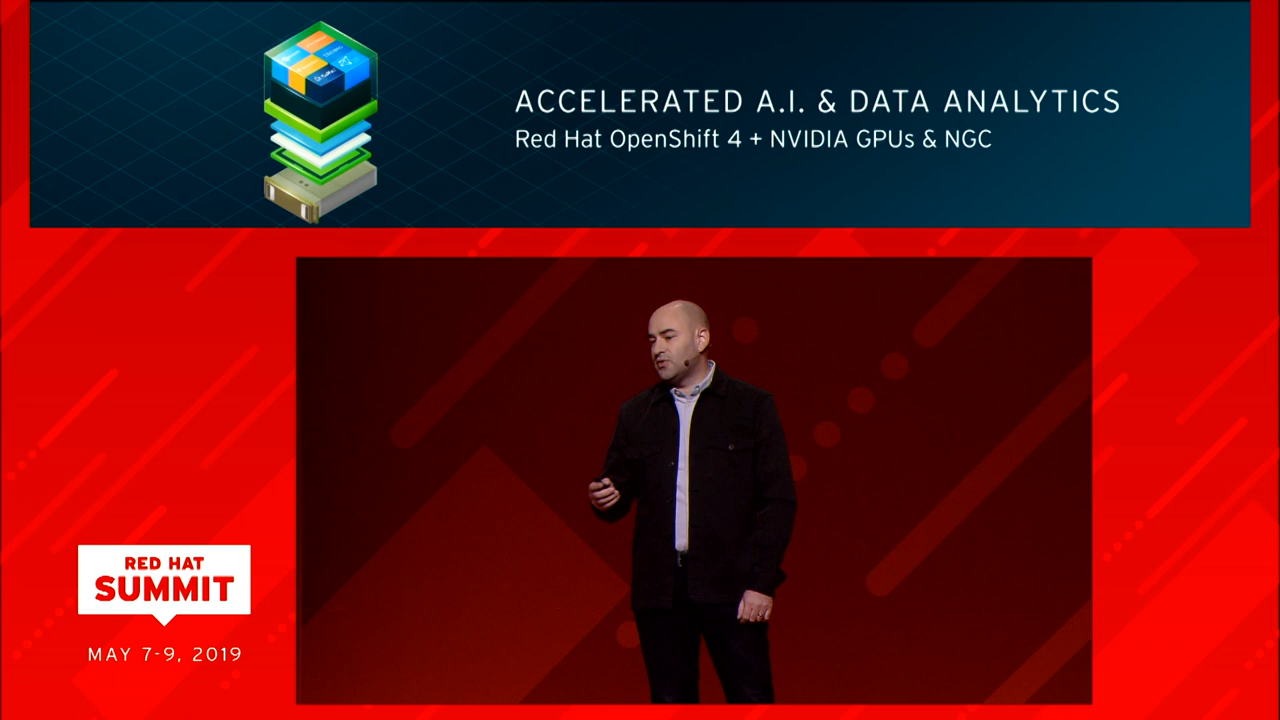 ACCELERATED A.I. & DATA ANALYTICS
Red Hat OpenShift 4 + NVIDIA GPUs & NGC
RED HAT
SUMMIT
MAY 7-9, 2019